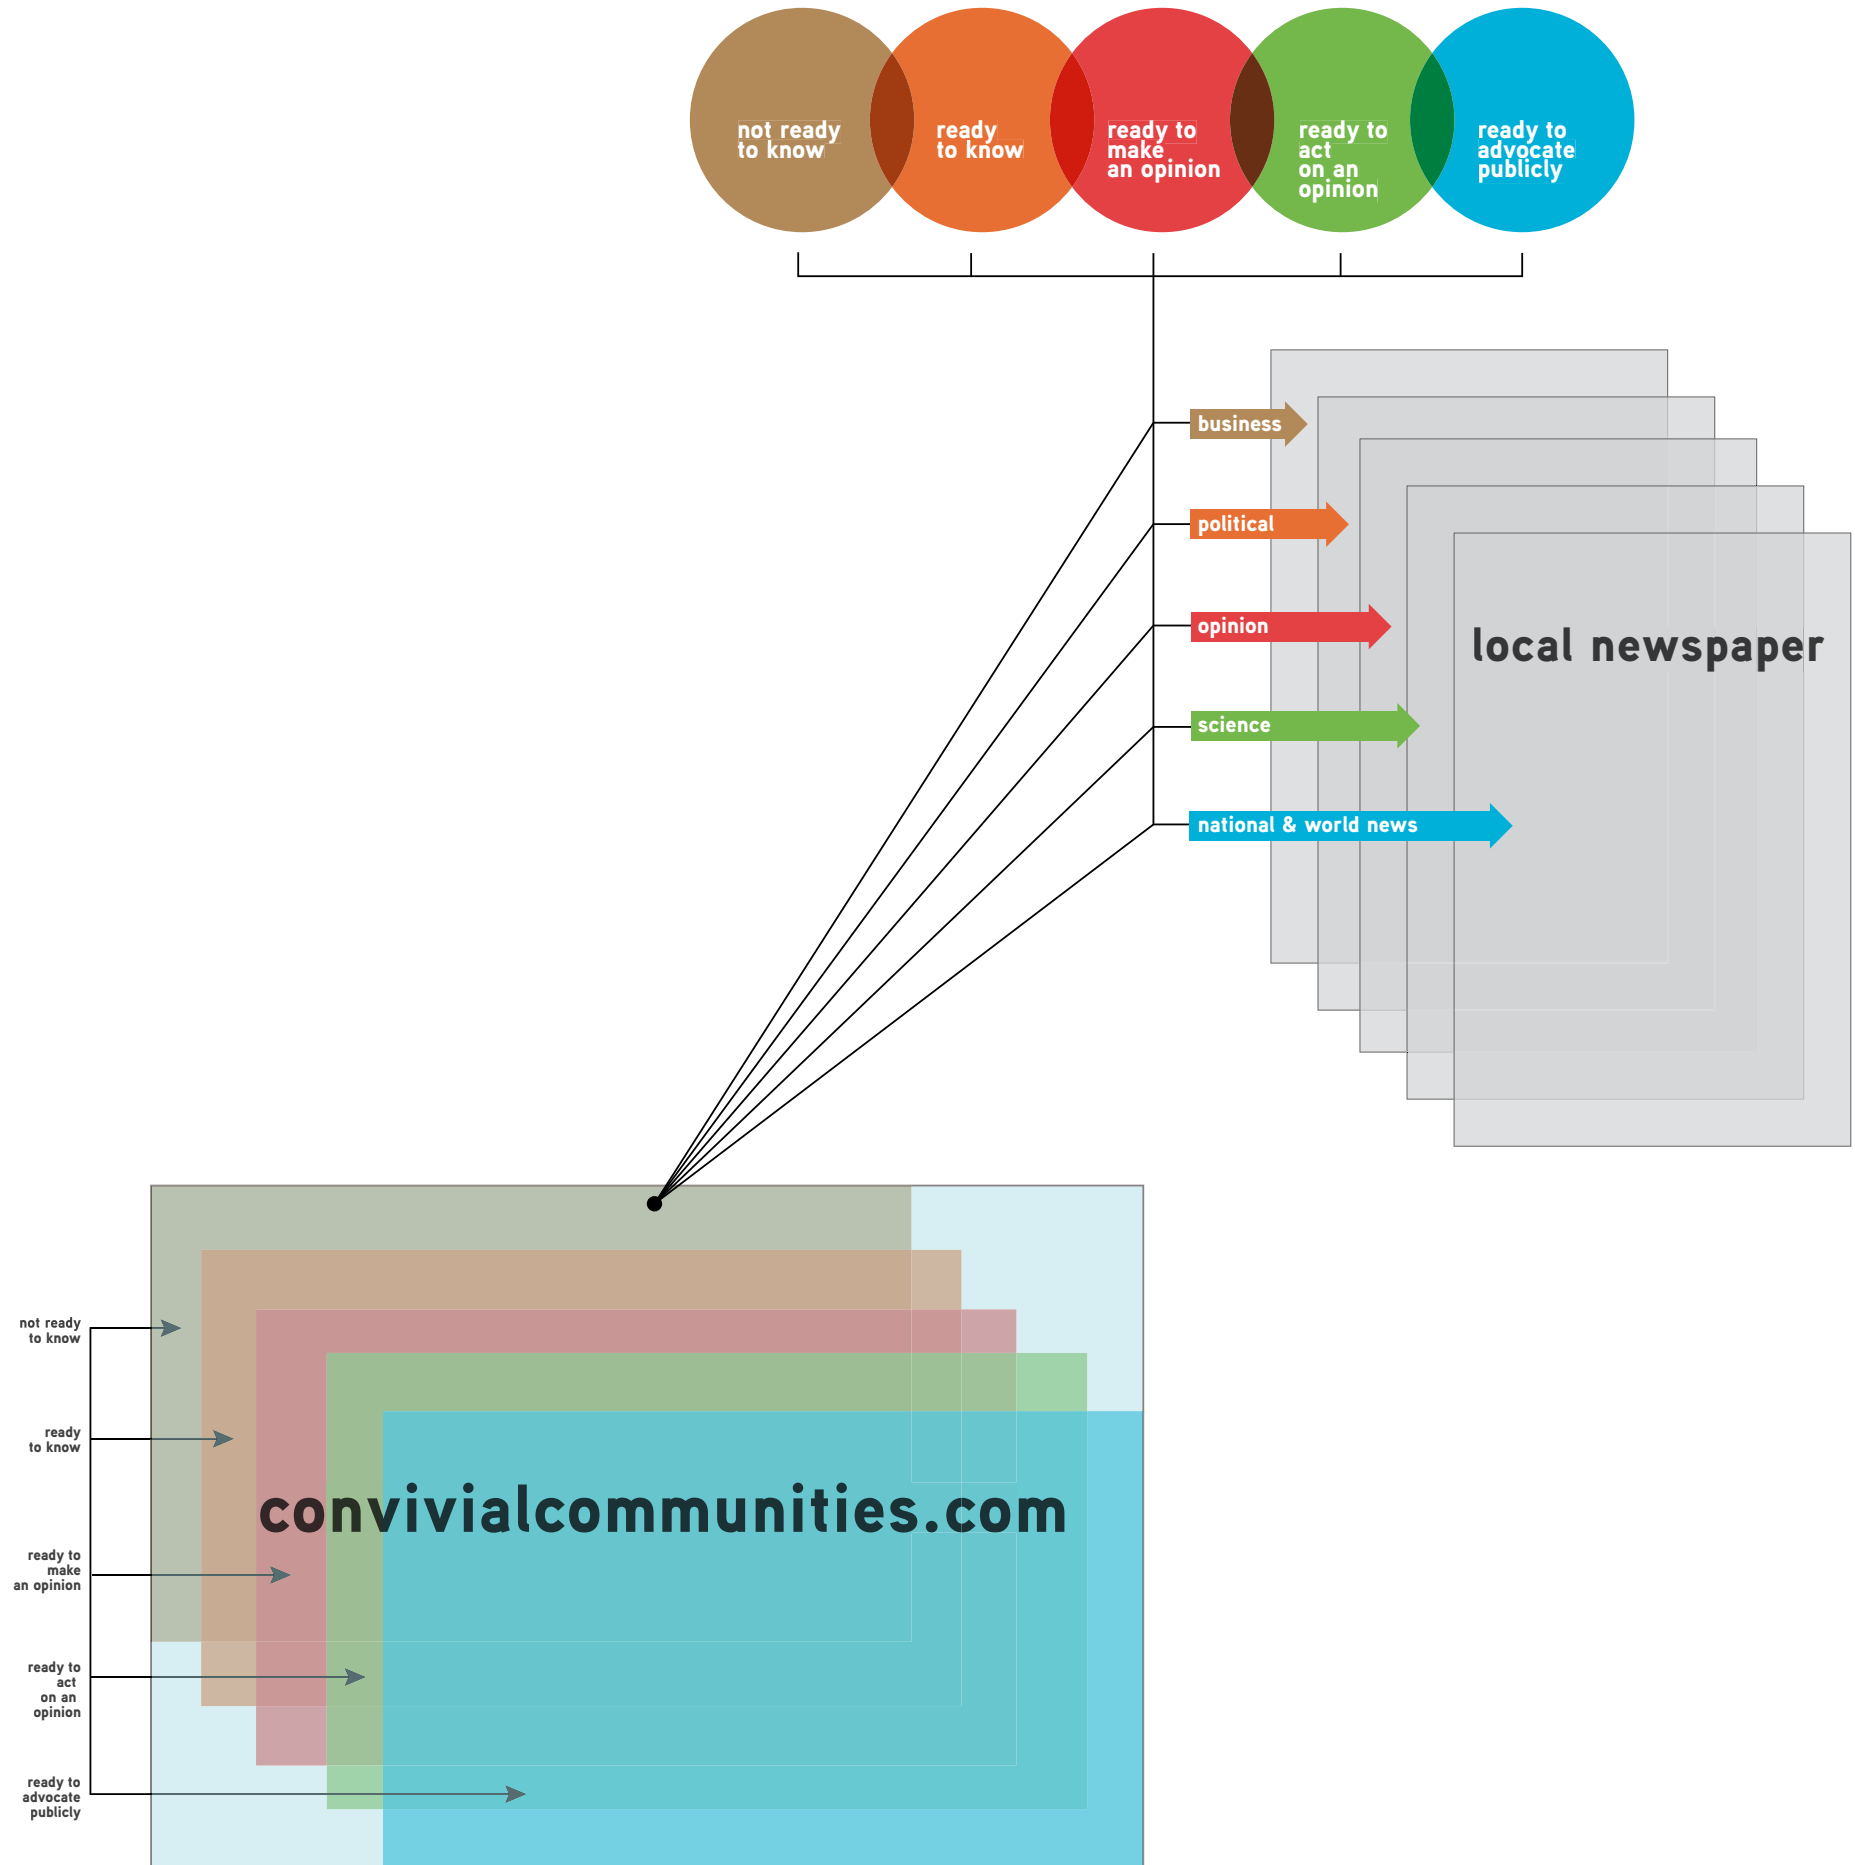 not ready
to know
ready
to know
ready to
make
an opinion
ready to
act
on an
opinion
ready to
advocate
publicly
business
political
opinion
science
national & world news
local newspaper
not ready
to know
ready
to know
ready to
make
an opinion
ready to
act
on an
opinion
ready to
advocate
publicly
convivialcommunities.com